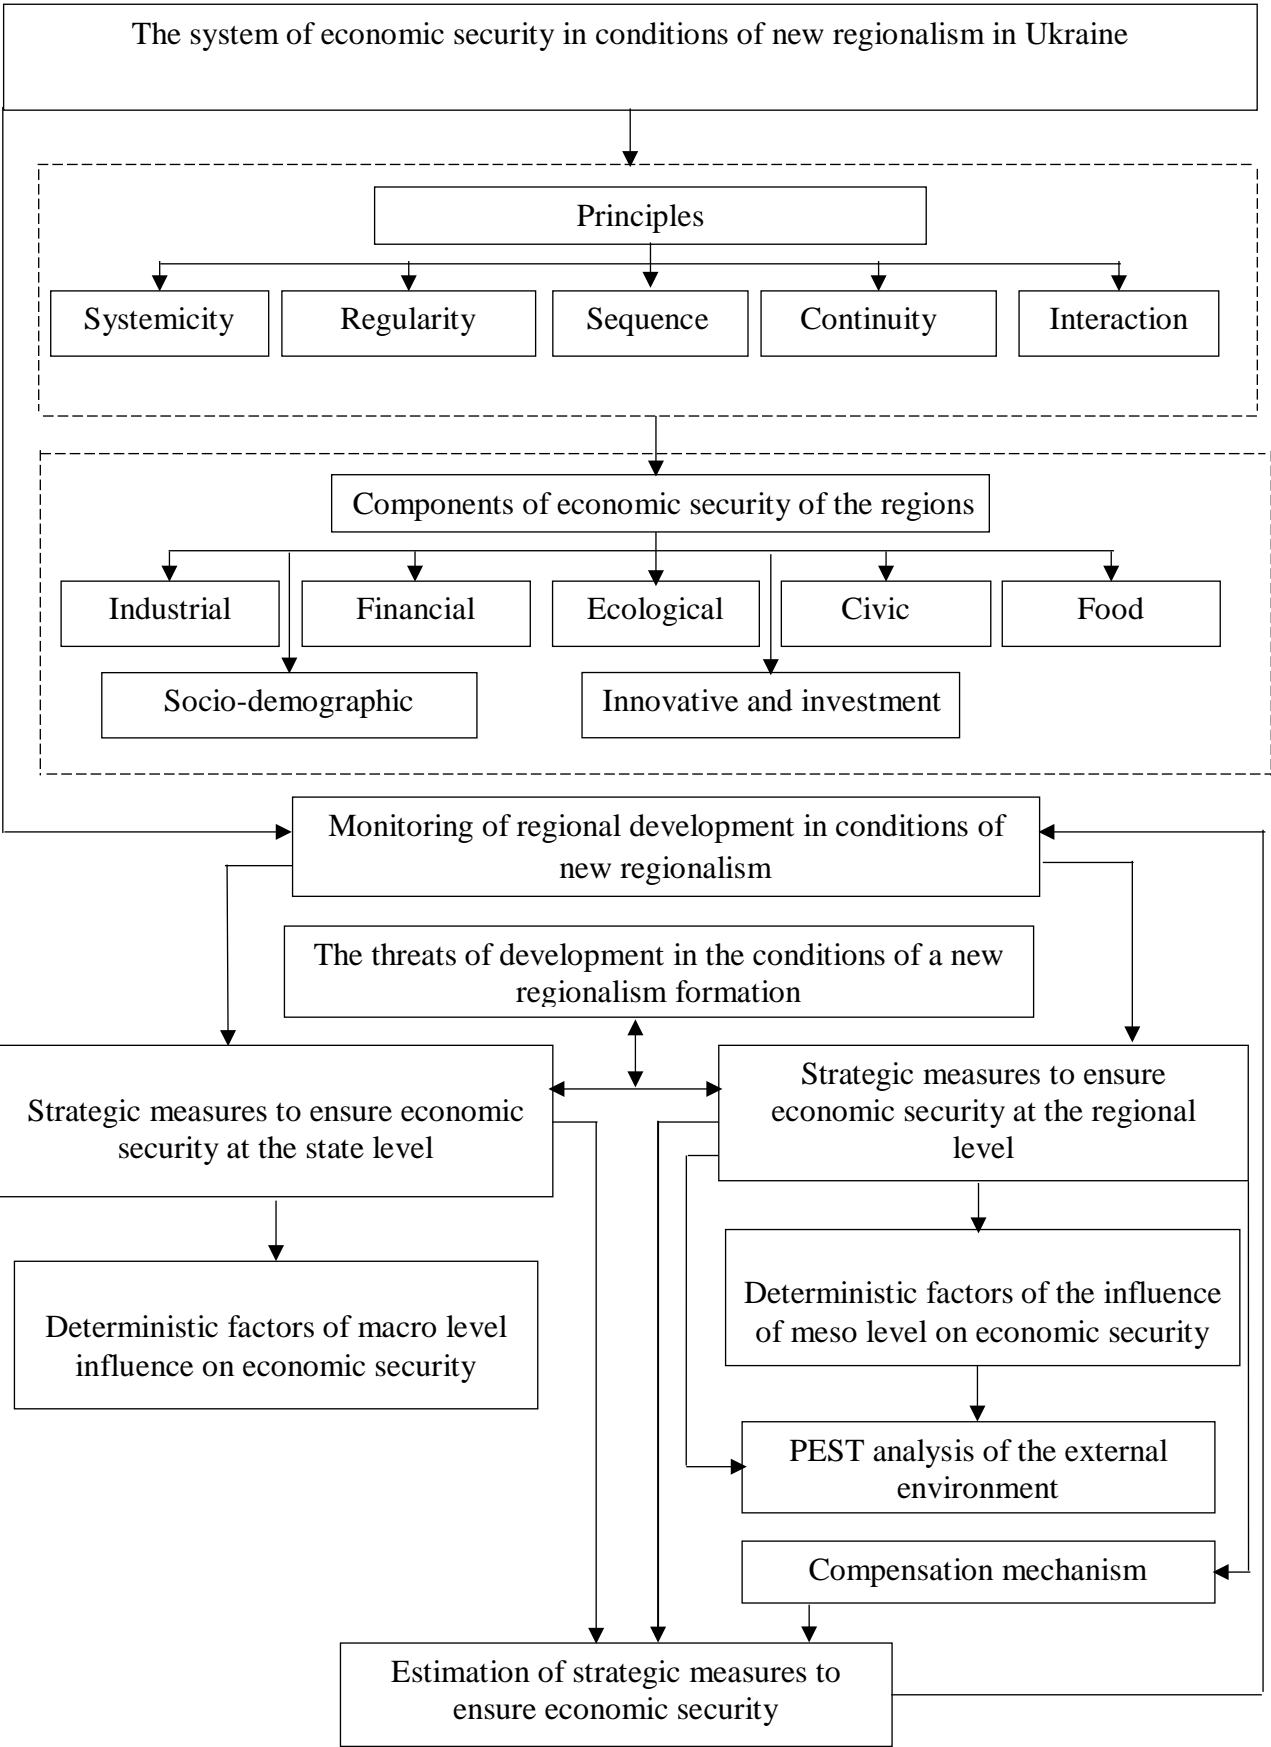 The system of economic security in conditions of new regionalism in Ukraine
Principles
Systemicity
Regularity
Sequence
Continuity
Interaction
Components of economic security of the regions
Industrial
Financial
Ecological
Civic
Food
Socio-demographic
Innovative and investment
Monitoring of regional development in conditions of
new regionalism
The threats of development in the conditions of a new
regionalism formation
Strategic measures to ensure economic
security at the state level
Strategic measures to ensure
economic security at the regional
level
Deterministic factors of macro level
influence on economic security
Deterministic factors of the influence
of meso level on economic security
PEST analysis of the external
environment
Compensation mechanism
Estimation of strategic measures to
ensure economic security